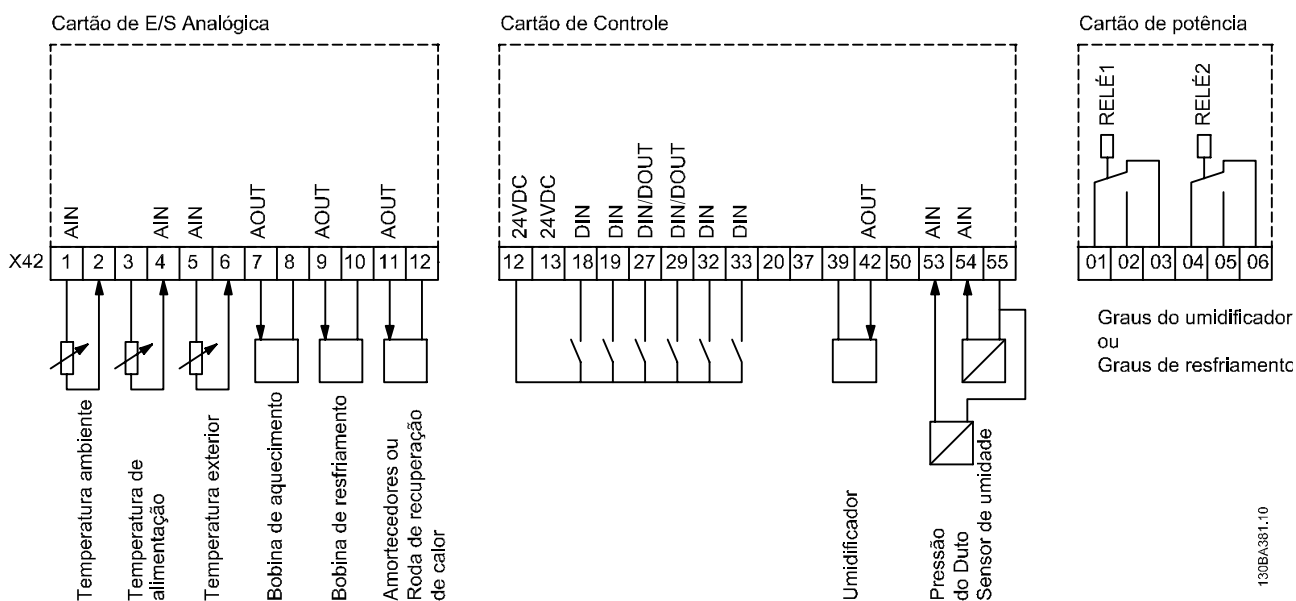 Cartão de E/S Analógica
Cartão de Controle
Cartão de potência
AIN
AIN
AIN
AOUT
AOUT
AOUT
24VDC
24VDC
DIN
DIN
DIN/DOUT
DIN/DOUT
DIN
DIN
AOUT
AIN
AIN
RELÉ1
RELÉ2
X42 1 2 3 4 5 6 7 8 9 10 11 12
12 13 18 19 27 29 32 33 20 37 39 42 50 53 54 55
01 02 03 04 05 06
Temperatura ambiente
Temperatura de
alimentação
Temperatura exterior
Bobina de aquecimento
Bobina de resfriamento
Amortecedores ou
Roda de recuperação
de calor
Umidificador
Pressão
do Duto
Sensor de umidade
Graus do umidificador
ou
Graus de resfriamento
130BA381.10